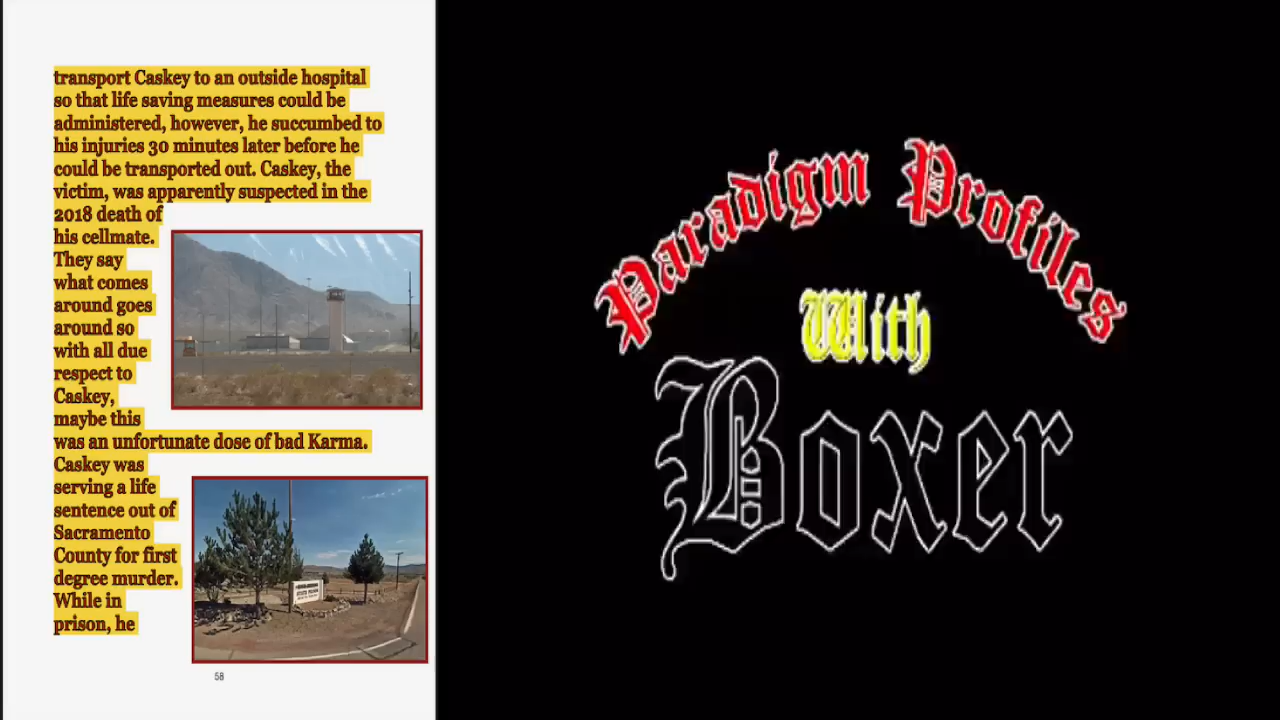 transport Caskey to an outside hospital
so that life saving measures could be
administered, however, he succumbed to
his injuries 30 minutes later before he
could be transported out. Caskey, the
victim, was apparently suspected in the
2018 death of
his cellmate.
They say
what comes
around goes
around so
with all due
respect to
Caskey,
maybe this
was an unfortunate dose of bad Karma.
Caskey was
serving a life
sentence out of
Sacramento
County for first
degree murder.
While in
prison, he
STATE PRISON
58
Paradigm Profiles
With
Boxer